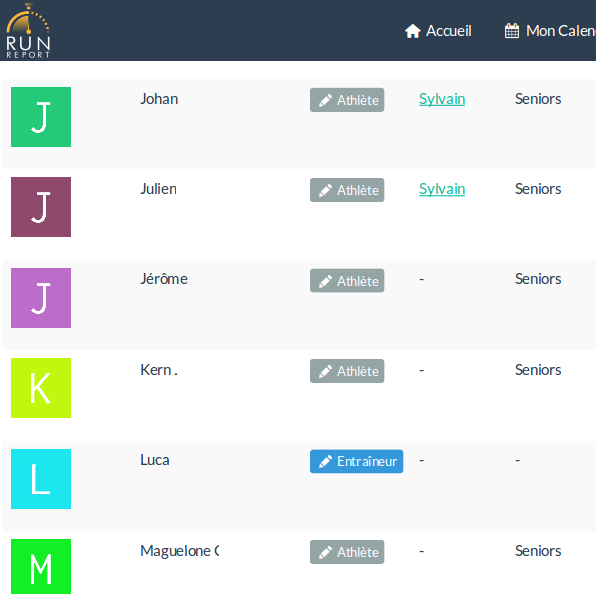 RUN
REPORT
Accueil
Mon Calen
J Johan Athlète Sylvain Seniors
J Julien Athlète Sylvain Seniors
J Jérôme Athlète - Seniors
K Kern . Athlète - Seniors
L Luca Entraîneur - -
M Maguelone Athlète - Seniors